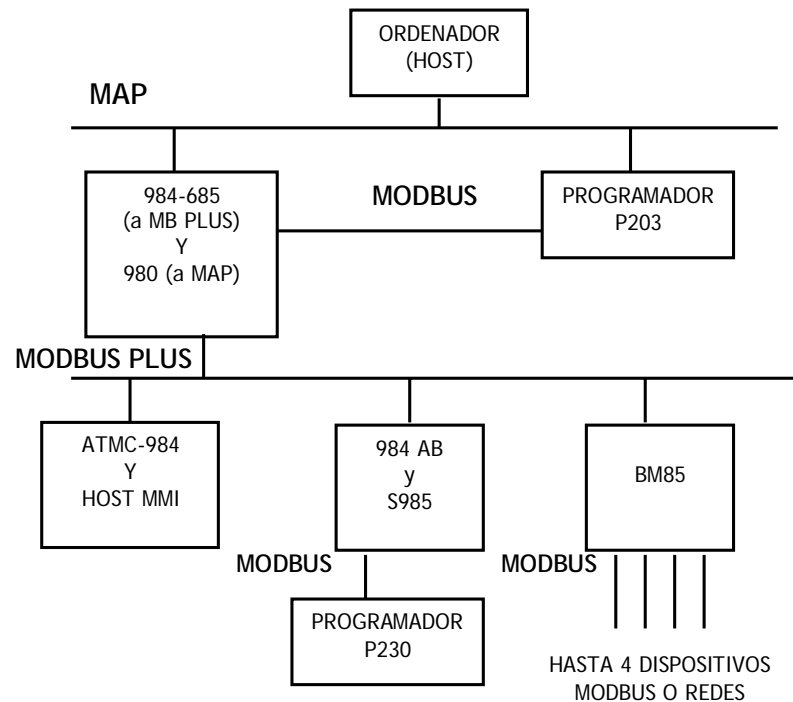 ORDENADOR
(HOST)
MAP
984-685
(a MB PLUS)
Y
980 (a MAP)
MODBUS
PROGRAMADOR
P203
MODBUS PLUS
ATMC-984
Y
HOST MMI
984 AB
y
S985
BM85
MODBUS
MODBUS
PROGRAMADOR
P230
HASTA 4 DISPOSITIVOS
MODBUS O REDES